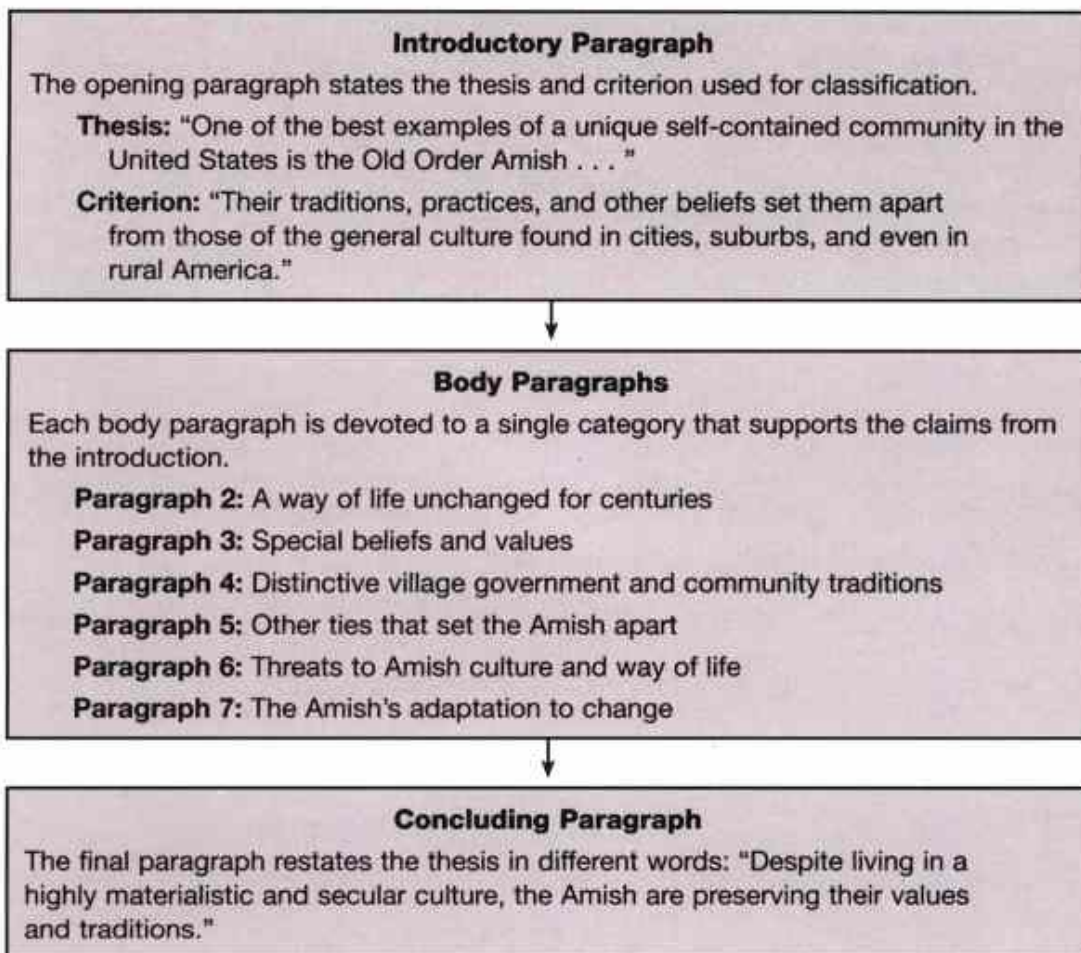 Introductory Paragraph
The opening paragraph states the thesis and criterion used for classification.
Thesis: “One of the best examples of a unique self-contained community in the
United States is the Old Order Amish . . . ”
Criterion: “Their traditions, practices, and other beliefs set them apart
from those of the general culture found in cities, suburbs, and even in
rural America.”
Body Paragraphs
Each body paragraph is devoted to a single category that supports the claims from
the introduction.
Paragraph 2: A way of life unchanged for centuries
Paragraph 3: Special beliefs and values
Paragraph 4: Distinctive village government and community traditions
Paragraph 5: Other ties that set the Amish apart
Paragraph 6: Threats to Amish culture and way of life
Paragraph 7: The Amish’s adaptation to change
Concluding Paragraph
The final paragraph restates the thesis in different words: “Despite living in a
highly materialistic and secular culture, the Amish are preserving their values
and traditions.”